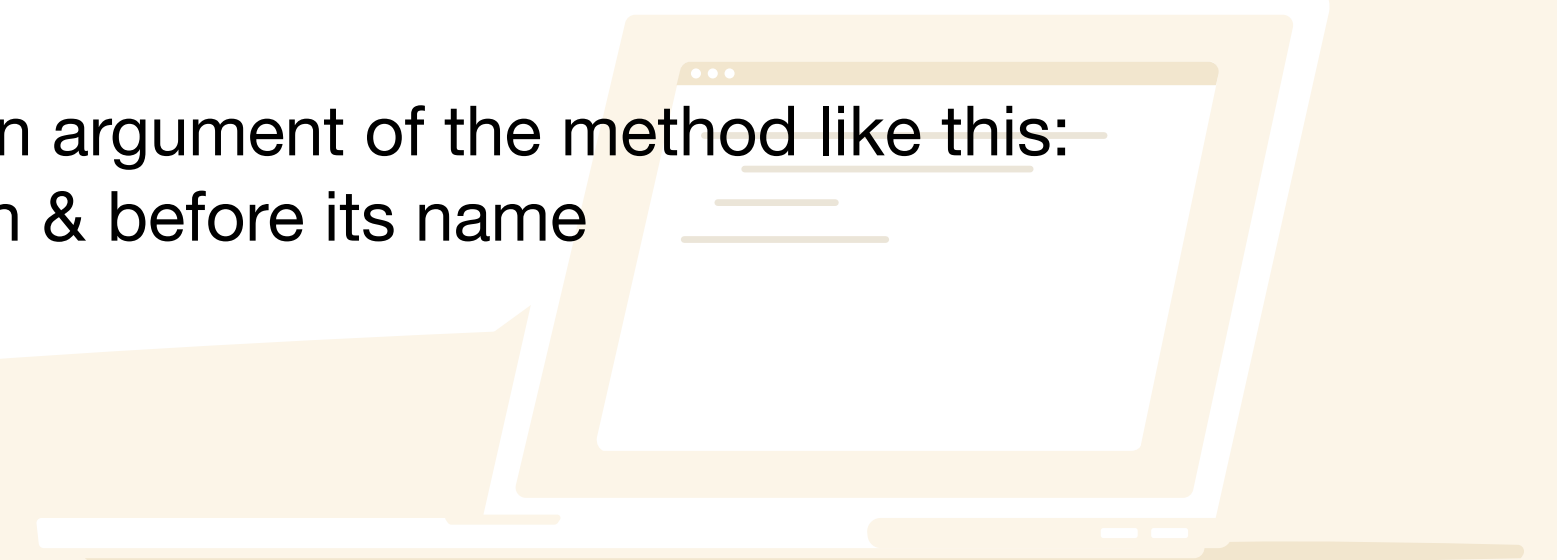 n argument of the method like this:
& before its name